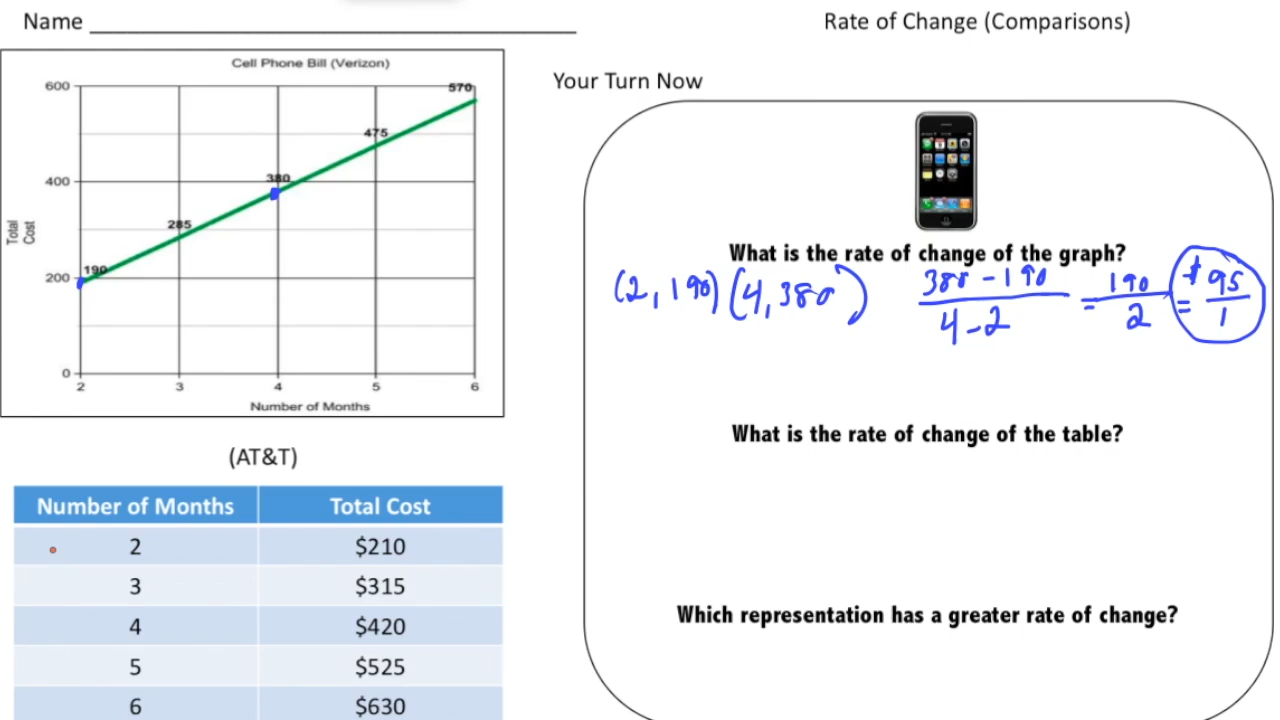 Name
Rate of Change (Comparisons)
Cell Phone Bill (Verizon)
600
400
200
0
Total
Cost
190
285
380
475
570
2 3 4 5 6
Number of Months
(AT&T)
Number of Months Total Cost
2 $210
3 $315
4 $420
5 $525
6 $630
Your Turn Now
What is the rate of change of the graph?
(2, 190) (4, 380) 380 - 190 / 4 - 2 = 190 / 2 = $95 / 1
What is the rate of change of the table?
Which representation has a greater rate of change?